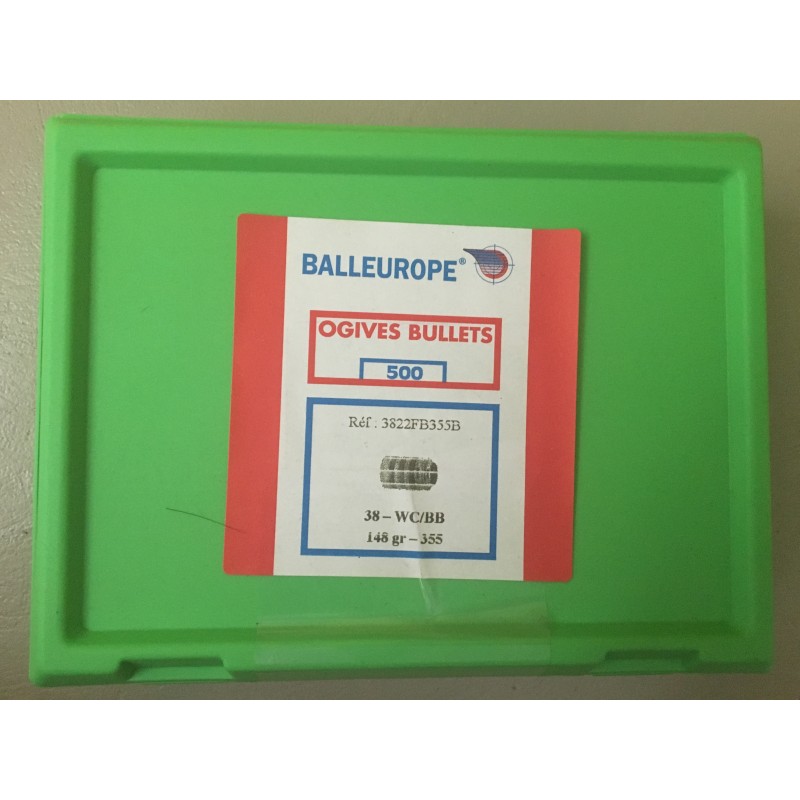 BALLEUROPE®
OGIVES BULLETS
500
Réf : 3822FB355B
38 – WC/BB
148 gr – 355